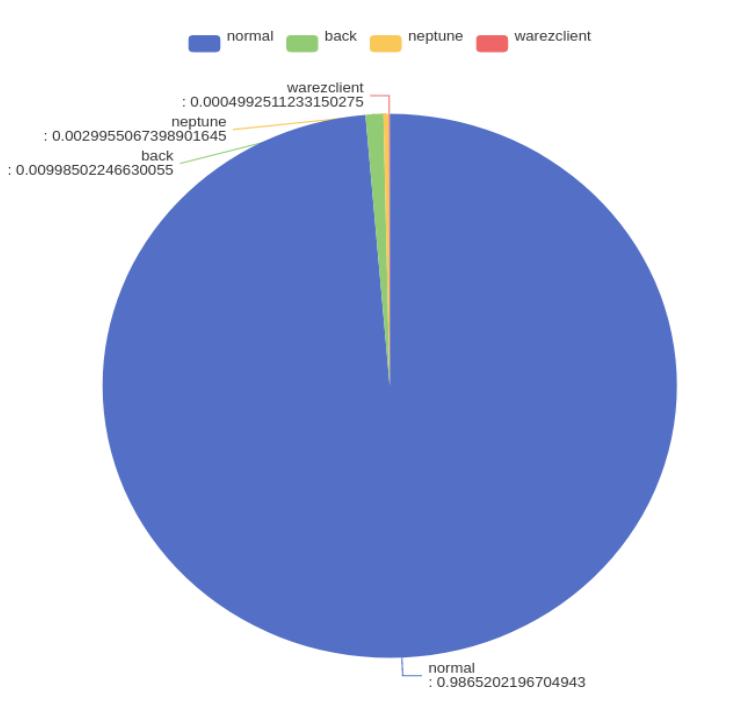 normal back neptune warezclient
warezclient
: 0.0004992511233150275
neptune
: 0.0029955067398901645
back
: 0.00998502246630055
normal
: 0.9865202196704943